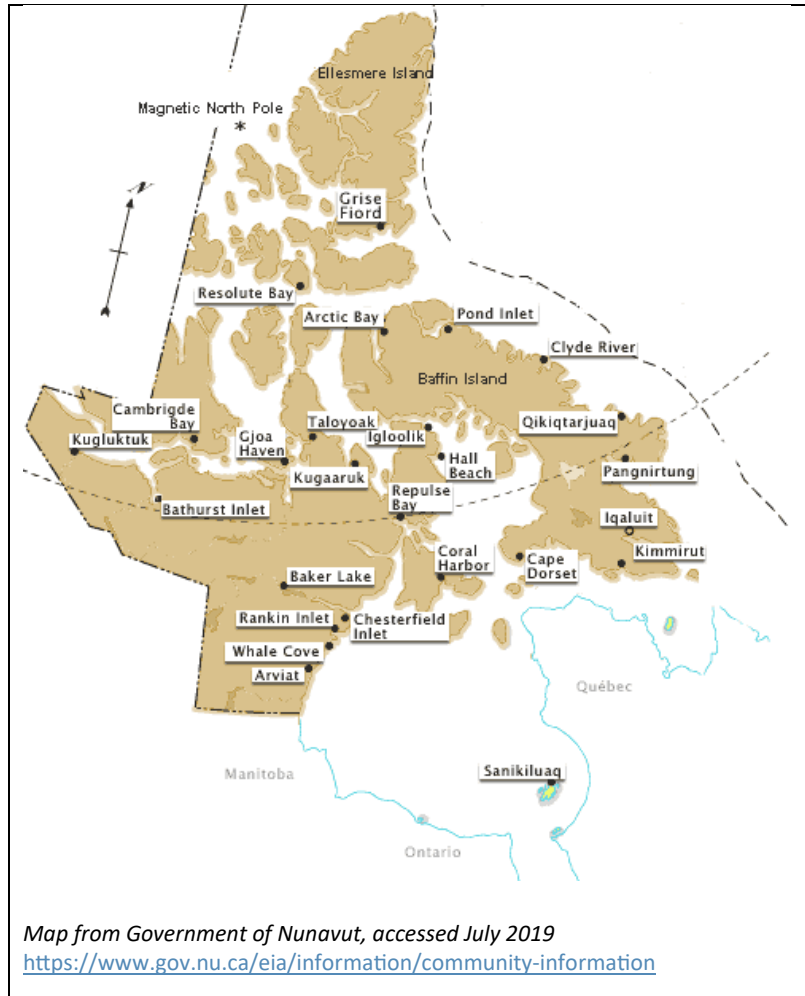 Ellesmere Island
Magnetic North Pole
*
N
Grise
Fiord
Resolute Bay
Arctic Bay
Pond Inlet
Clyde River
Baffin Island
Cambrigde
Bay
Kugluktuk
Gjoa
Haven
Taloyoak
Igloolik
Qikiqtarjuaq
Hall
Beach
Kugaaruk
Pangnirtung
Repulse
Bay
Bathurst Inlet
Iqaluit
Coral
Harbor
Cape
Dorset
Kimmirut
Baker Lake
Rankin Inlet
Chesterfield
Inlet
Whale Cove
Arviat
Québec
Manitoba
Sanikiluaq
Ontario
Map from Government of Nunavut, accessed July 2019
https://www.gov.nu.ca/eia/information/community-information